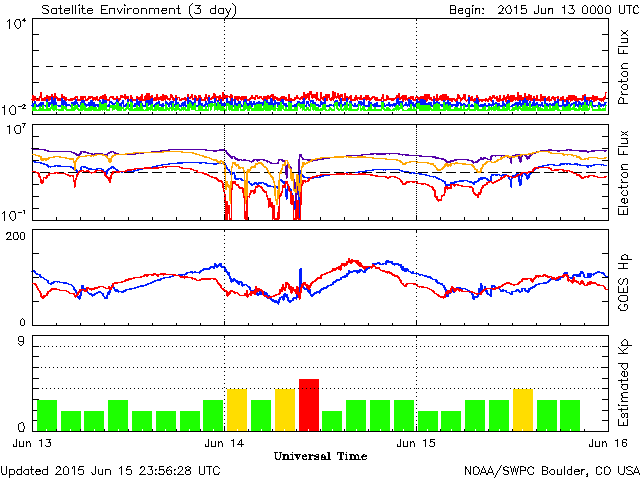 Satellite Environment (3 day) Begin: 2015 Jun 13 0000 UTC
10^4
Proton Flux
10^-2
10^7
Electron Flux
10^-1
200
GOES Hp
0
9
Estimated Kp
0
Jun 13 Jun 14 Jun 15 Jun 16
Universal Time
Updated 2015 Jun 15 23:56:28 UTC NOAA/SWPC Boulder, CO USA